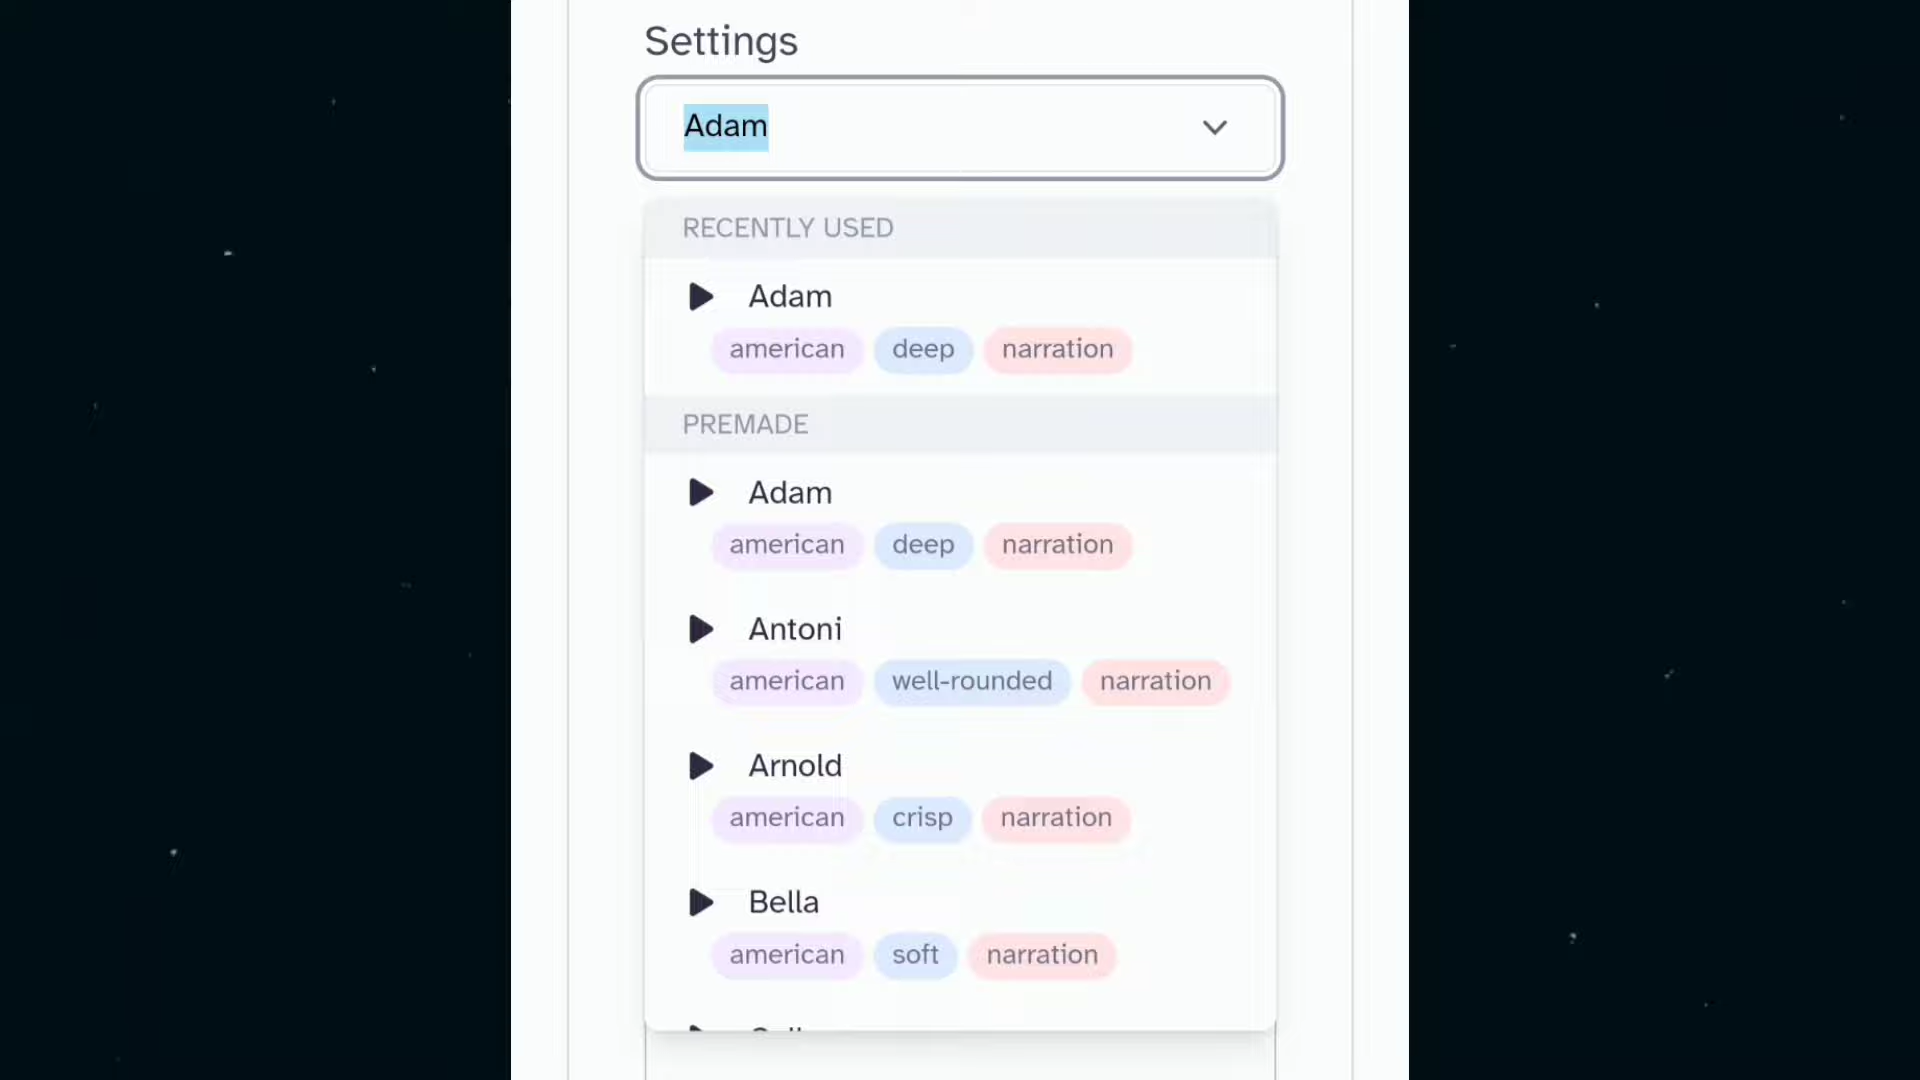 Settings
Adam
RECENTLY USED
Adam
american deep narration
PREMADE
Adam
american deep narration
Antoni
american well-rounded narration
Arnold
american crisp narration
Bella
american soft narration